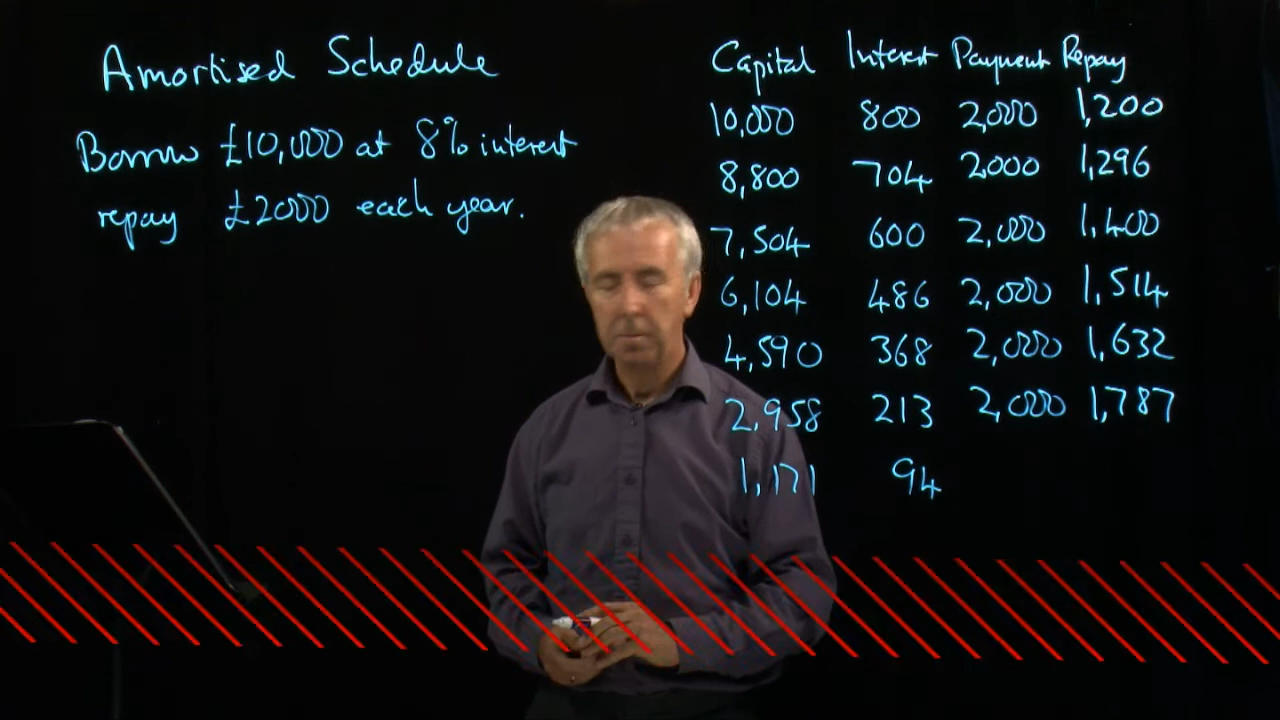 Amortised Schedule
Borrow £10,000 at 8% interest
repay £2000 each year.
Capital Interest Payment Repay
10,000 800 2,000 1,200
8,800 704 2000 1,296
7,504 600 2,000 1,400
6,104 486 2,000 1,514
4,590 368 2,000 1,632
2,958 213 2,000 1,787
1,171 94